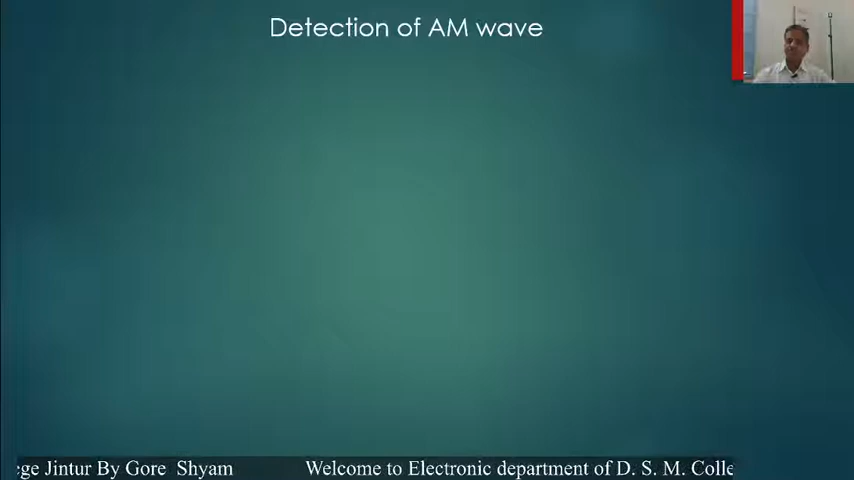 Detection of AM wave
ege Jintur By Gore Shyam Welcome to Electronic department of D. S. M. Colle